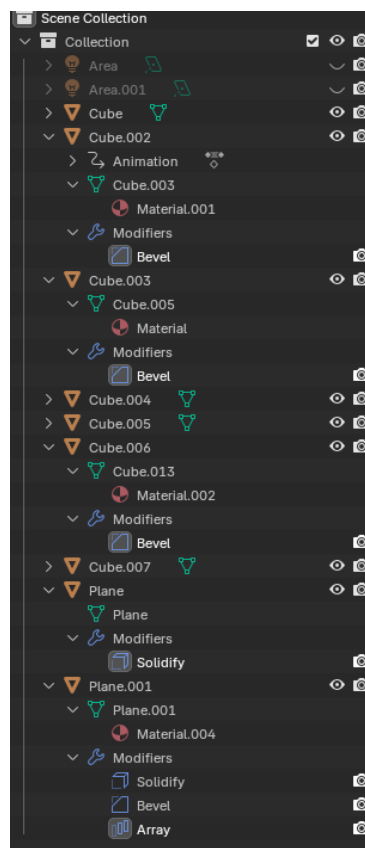 Scene Collection
Collection
Area
Area.001
Cube
Cube.002
Animation
Cube.003
Material.001
Modifiers
Bevel
Cube.003
Cube.005
Material
Modifiers
Bevel
Cube.004
Cube.005
Cube.006
Cube.013
Material.002
Modifiers
Bevel
Cube.007
Plane
Plane
Modifiers
Solidify
Plane.001
Plane.001
Material.004
Modifiers
Solidify
Bevel
Array